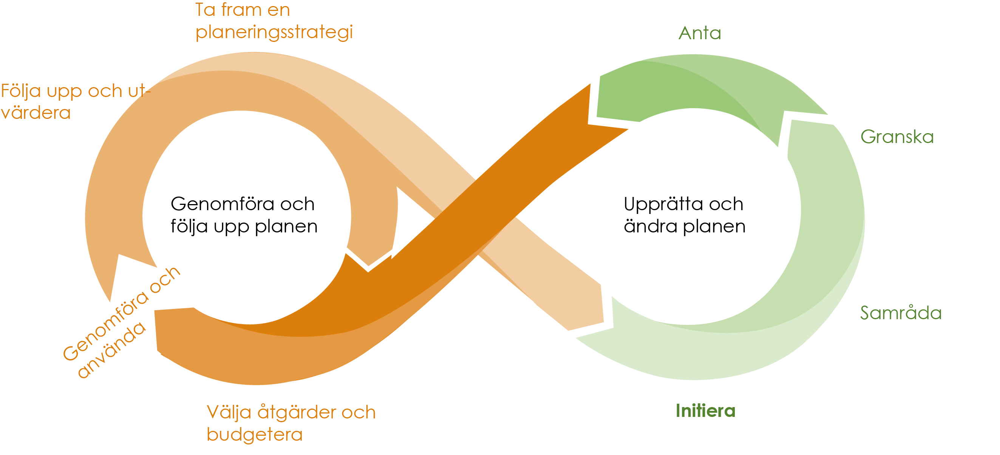 Ta fram en
planeringsstrategi
Anta
Följa upp och ut-
värdera
Granska
Genomföra och
följa upp planen
Upprätta och
ändra planen
Genomföra och
använda
Samråda
Välja åtgärder och
budgetera
Initiera